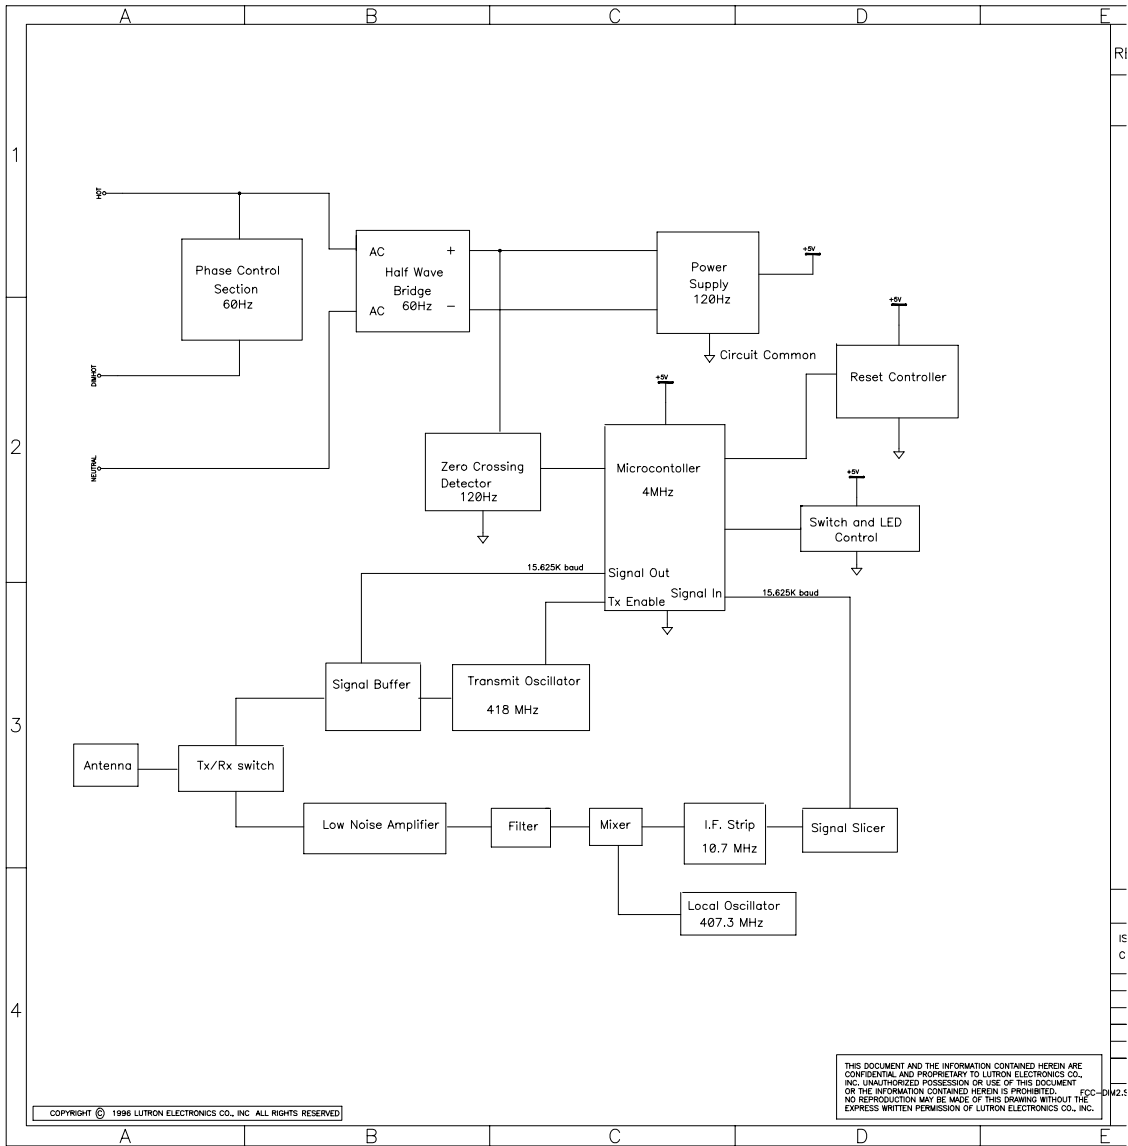 A B C D E
RE
1
HOT
Phase Control
Section
60Hz
AC +
Half Wave
Bridge
60Hz
AC −
Power
Supply
120Hz
+5V
+5V
Circuit Common
Reset Controller
DIMHOT
+5V
2
NEUTRAL
Zero Crossing
Detector
120Hz
Microcontoller
4MHz
+5V
Switch and LED
Control
15.625K baud
Signal Out
Signal In
15.625K baud
Tx Enable
Signal Buffer
Transmit Oscillator
418 MHz
3
Antenna
Tx/Rx switch
Low Noise Amplifier
Filter
Mixer
I.F. Strip
10.7 MHz
Signal Slicer
Local Oscillator
407.3 MHz
IS
C
4
THIS DOCUMENT AND THE INFORMATION CONTAINED HEREIN ARE
CONFIDENTIAL AND PROPRIETARY TO LUTRON ELECTRONICS CO.,
INC. UNAUTHORIZED POSSESSION OR USE OF THIS DOCUMENT
OR THE INFORMATION CONTAINED HEREIN IS PROHIBITED.
NO REPRODUCTION MAY BE MADE OF THIS DRAWING WITHOUT THE
EXPRESS WRITTEN PERMISSION OF LUTRON ELECTRONICS CO., INC.
FCC-DIM2.S
COPYRIGHT © 1996 LUTRON ELECTRONICS CO., INC ALL RIGHTS RESERVED
A B C D E